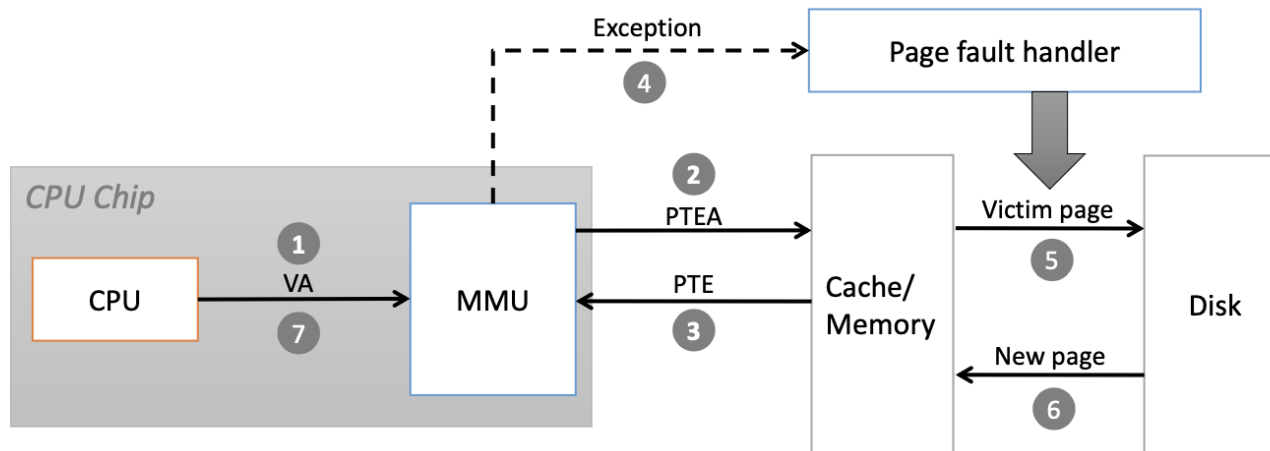 Exception
4
Page fault handler
CPU Chip
2
PTEA
Victim page
5
1
VA
7
CPU
MMU
PTE
3
Cache/
Memory
Disk
New page
6